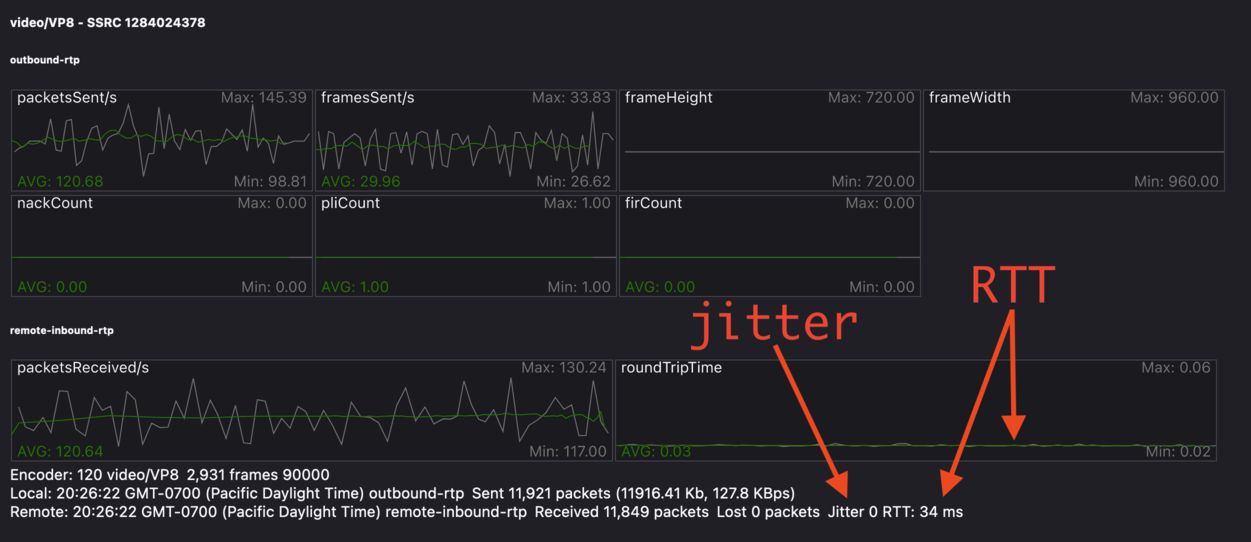 video/VP8 - SSRC 1284024378
outbound-rtp
packetsSent/s Max: 145.39 framesSent/s Max: 33.83 frameHeight Max: 720.00 frameWidth Max: 960.00
AVG: 120.68 Min: 98.81 AVG: 29.96 Min: 26.62 Min: 720.00 Min: 960.00
nackCount Max: 0.00 pliCount Max: 1.00 firCount Max: 0.00
AVG: 0.00 Min: 0.00 AVG: 1.00 Min: 1.00 AVG: 0.00 Min: 0.00
RTT
jitter
remote-inbound-rtp
packetsReceived/s Max: 130.24 roundTripTime Max: 0.06
AVG: 120.64 Min: 117.00 AVG: 0.03 Min: 0.02
Encoder: 120 video/VP8 2,931 frames 90000
Local: 20:26:22 GMT-0700 (Pacific Daylight Time) outbound-rtp Sent 11,921 packets (11916.41 Kb, 127.8 KBps)
Remote: 20:26:22 GMT-0700 (Pacific Daylight Time) remote-inbound-rtp Received 11,849 packets Lost 0 packets Jitter 0 RTT: 34 ms